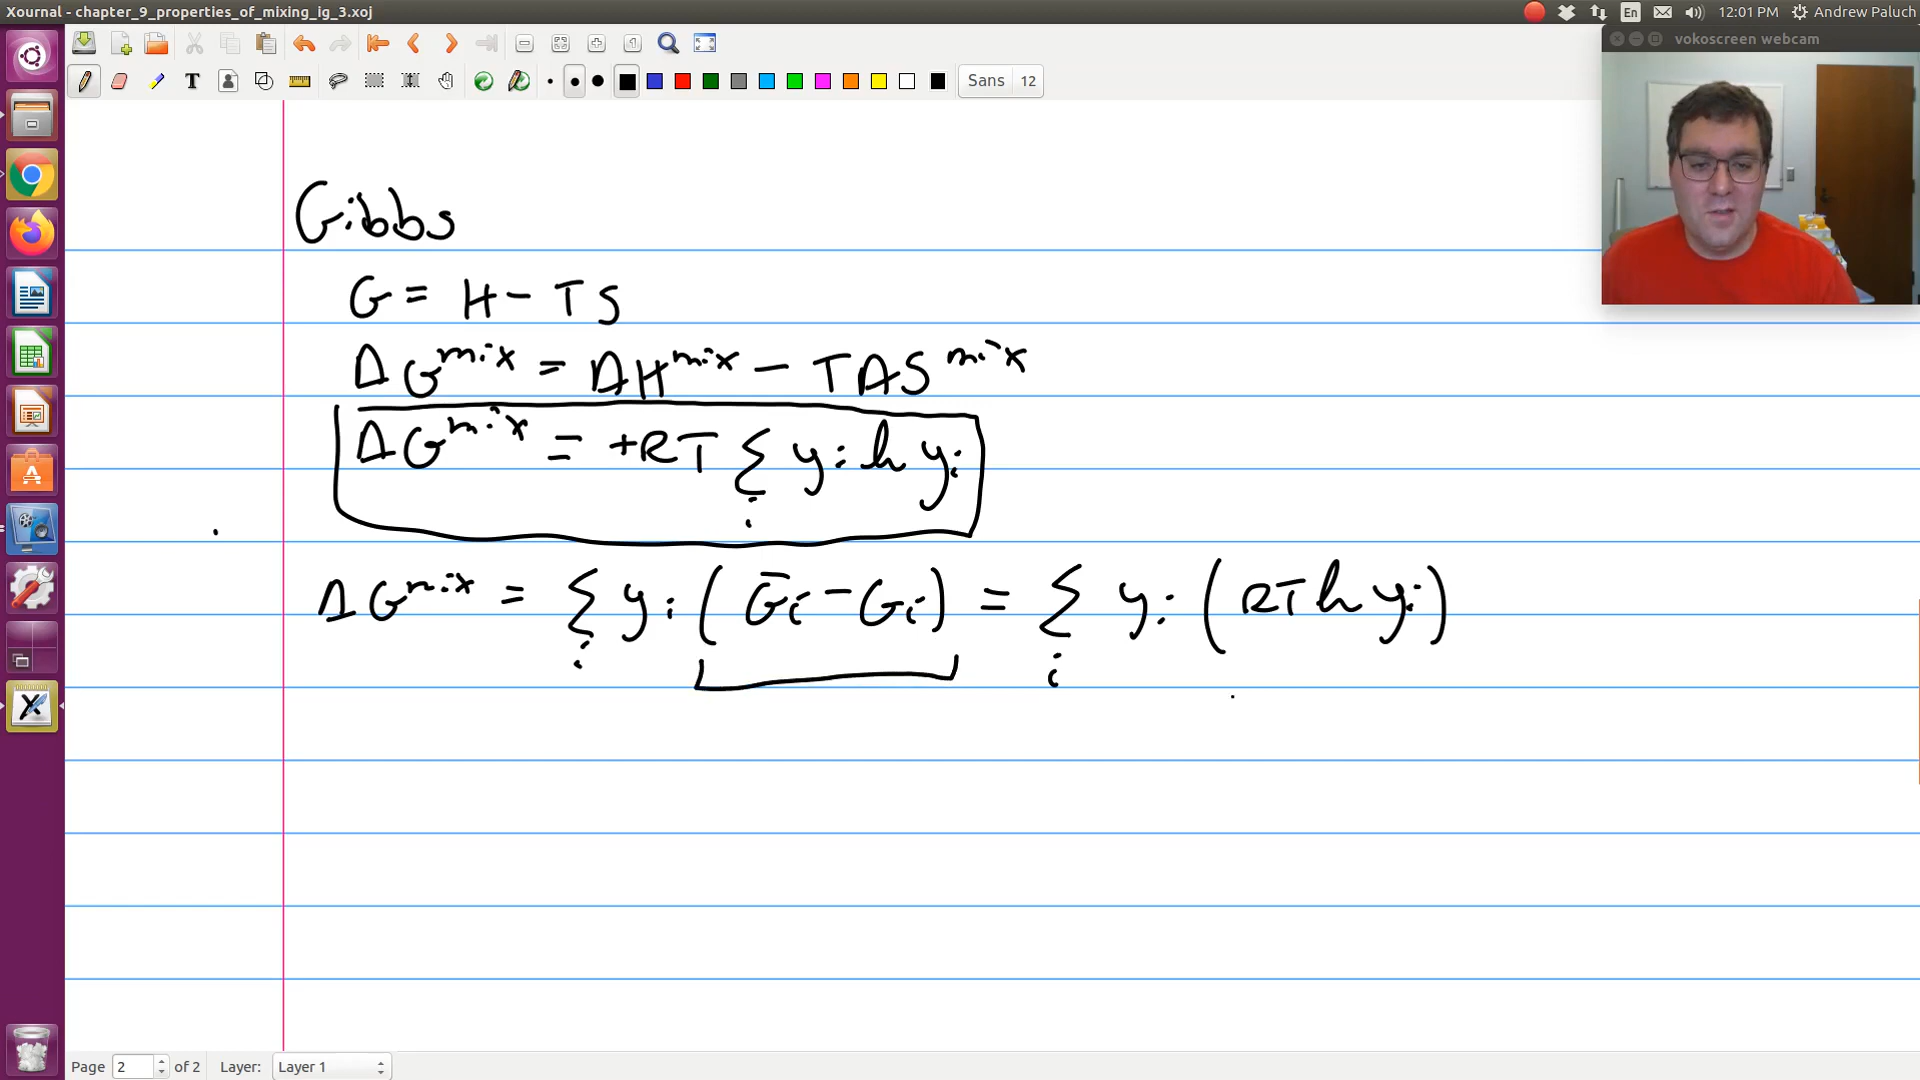 Xournal - chapter_9_properties_of_mixing_ig_3.xoj
En
12:01 PM
Andrew Paluch
vokoscreen webcam
Sans 12
Gibbs
G = H - TS
ΔG^mix = ΔH^mix - TΔS^mix
ΔG^mix = +RT Σ_i y_i ln y_i
ΔG^mix = Σ_i y_i (Ḡ_i - G_i) = Σ_i y_i (RT ln y_i)
Page 2 of 2 Layer: Layer 1